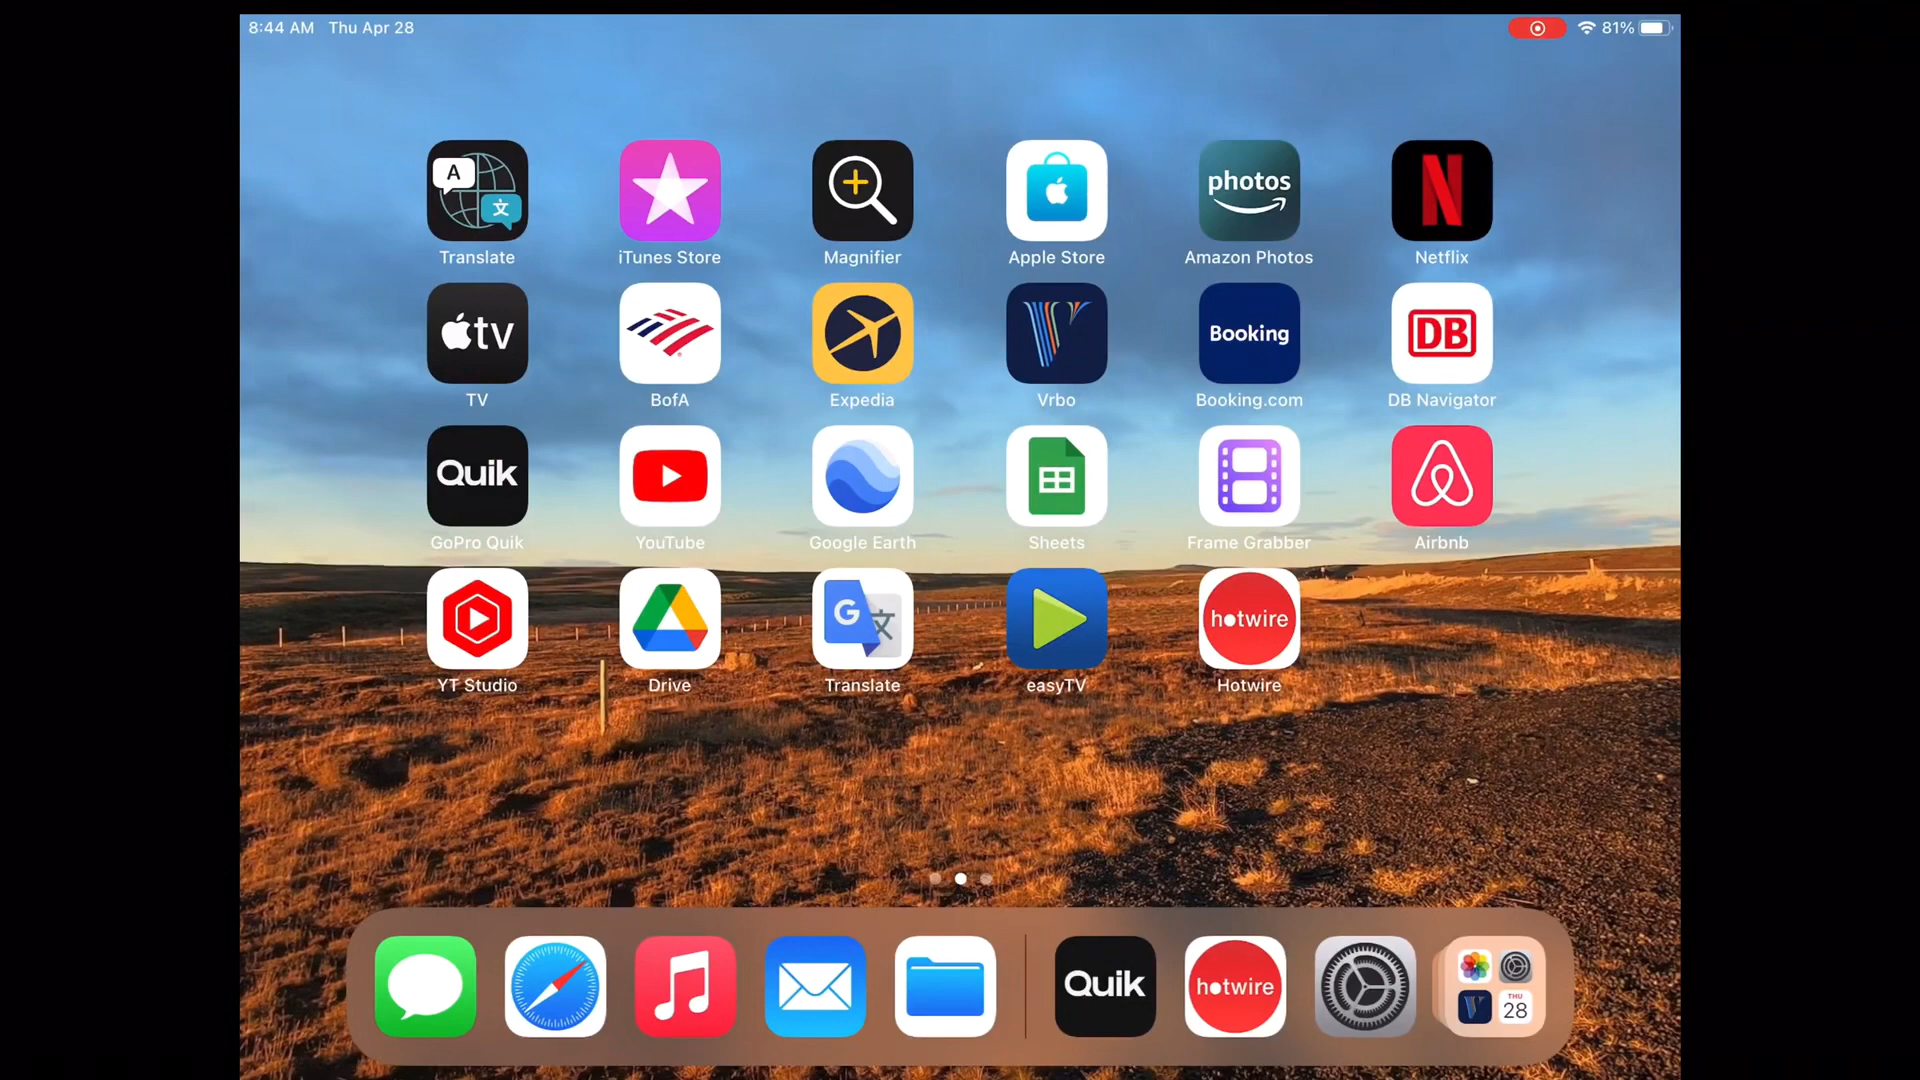 8:44 AM Thu Apr 28 81%
A 文 photos N
Translate iTunes Store Magnifier Apple Store Amazon Photos Netflix
tv V Booking DB
TV BofA Expedia Vrbo Booking.com DB Navigator
Quik
GoPro Quik YouTube Google Earth Sheets Frame Grabber Airbnb
G 文 hotwire
YT Studio Drive Translate easyTV Hotwire
Quik hotwire THU 28